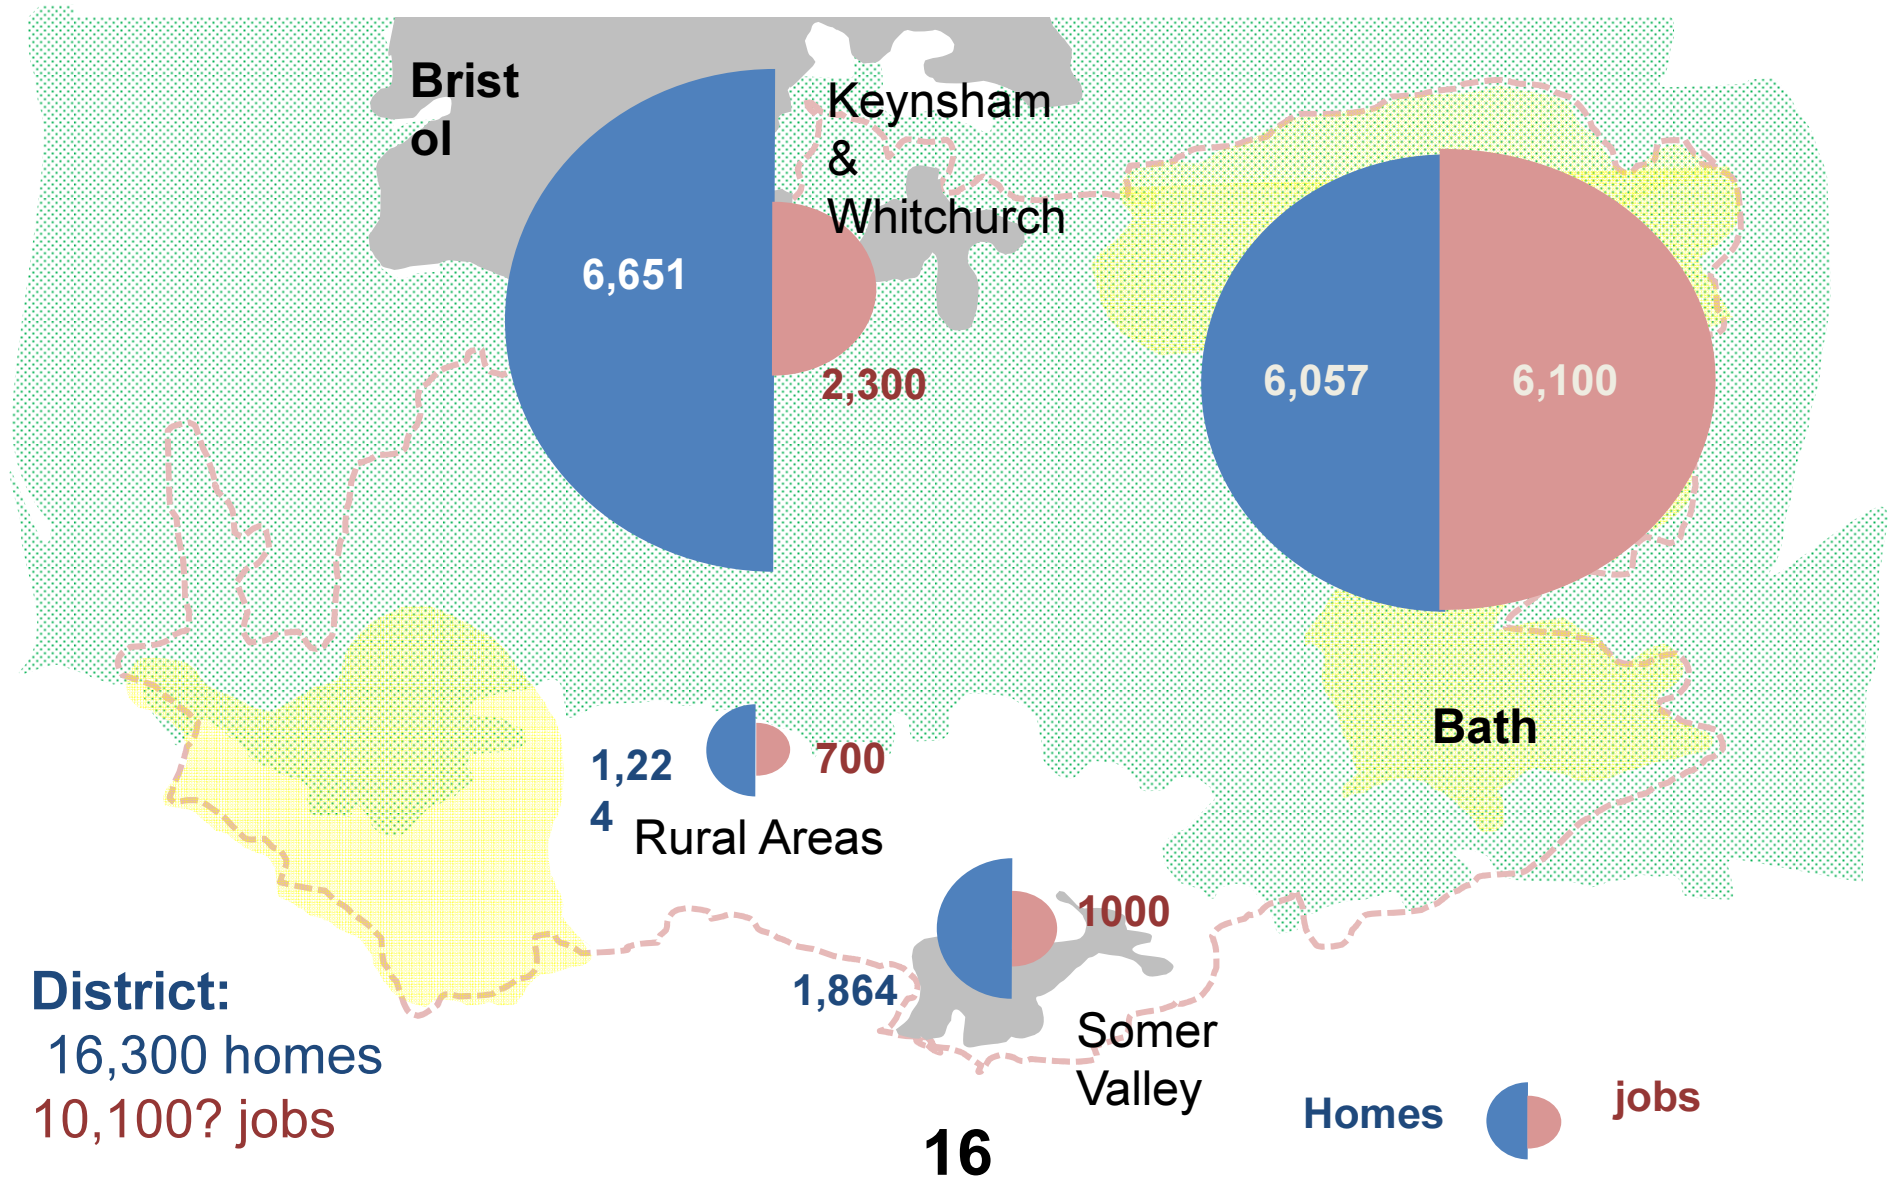 Brist
ol
Keynsham
&
Whitchurch
6,651
2,300
6,057
6,100
Bath
1,22
4
700
Rural Areas
1000
1,864
Somer
Valley
District:
16,300 homes
10,100? jobs
Homes
jobs
16